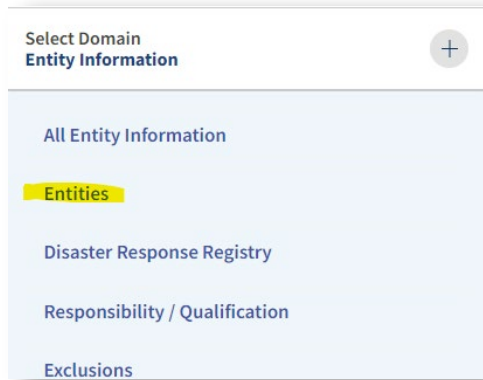 Select Domain
Entity Information
All Entity Information
Entities
Disaster Response Registry
Responsibility / Qualification
Exclusions